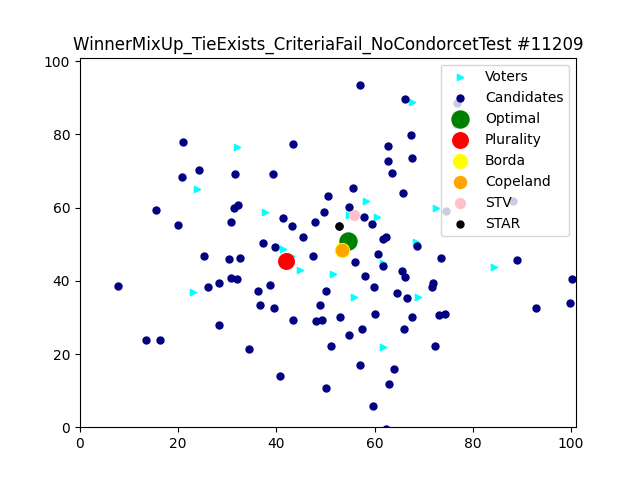 WinnerMixUp_TieExists_CriteriaFail_NoCondorcetTest #11209
100
80
60
40
20
0
0 20 40 60 80 100
Voters
Candidates
Optimal
Plurality
Borda
Copeland
STV
STAR